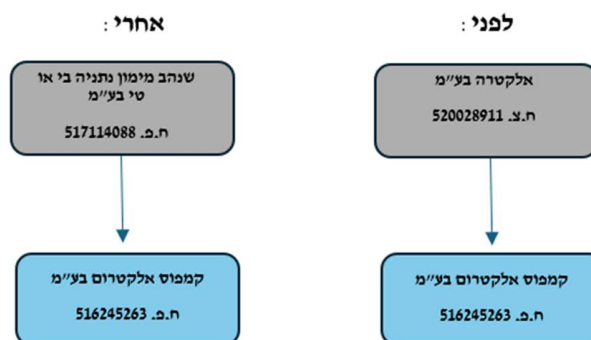 לפני :
אלקטרה בע"מ
ח.צ. 520028911
קמפוס אלקטרום בע"מ
ח.פ. 516245263
אחרי :
שנהב מימון נתניה בי או
טי בע"מ
ח.פ. 517114088
קמפוס אלקטרום בע"מ
ח.פ. 516245263